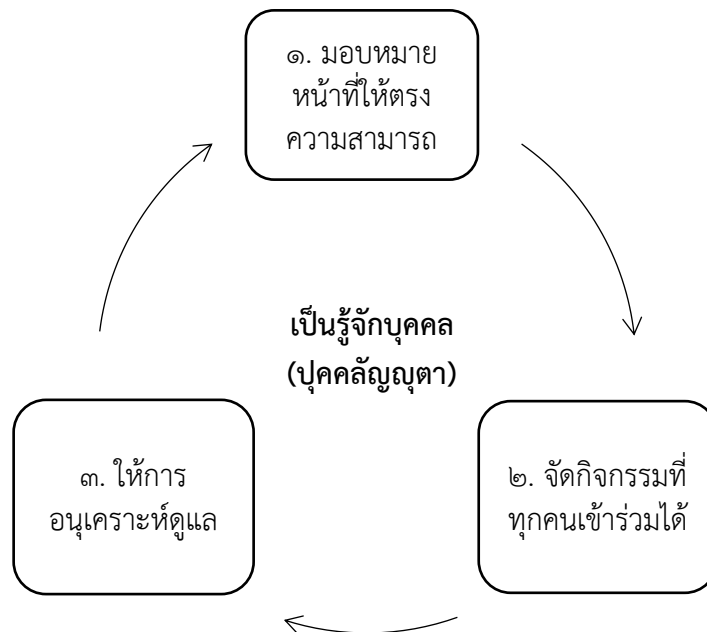 ๑. มอบหมาย
หน้าที่ให้ตรง
ความสามารถ
เป็นรู้จักบุคคล
(ปุคคลัญญุตา)
๓. ให้การ
อนุเคราะห์ดูแล
๒. จัดกิจกรรมที่
ทุกคนเข้าร่วมได้